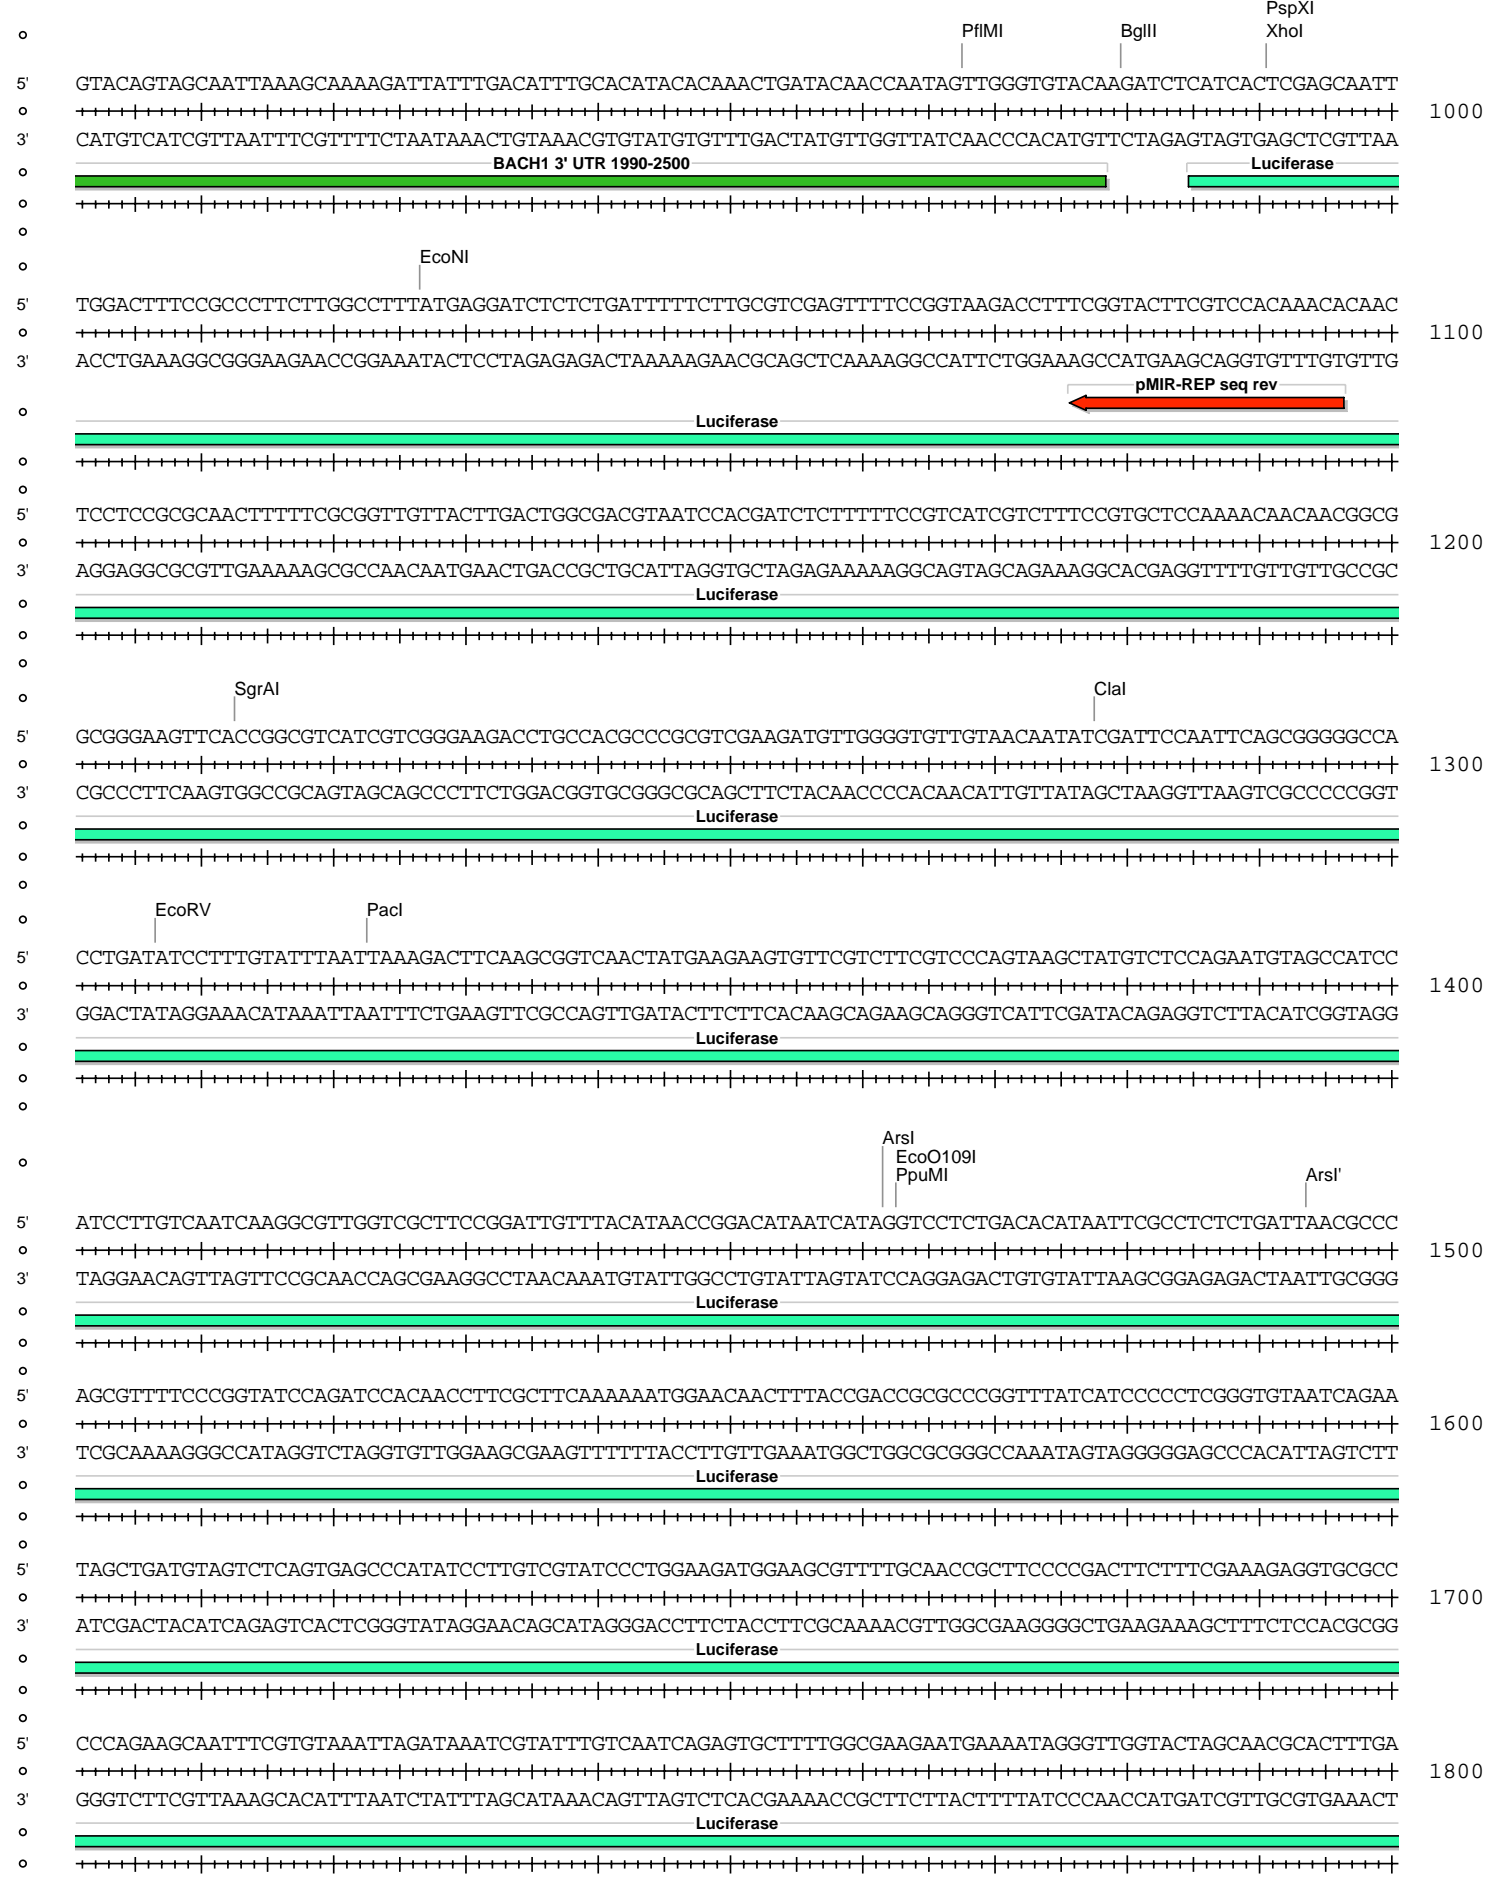 PspXI
PflMI BglII XhoI
5' GTACAGTAGCAATTAAAGCAAAAGATTATTTGACATTTGCACATACACAAACTGATACAACCAATAGTTGGGTGTACAAGATCTCATCACTCGAGCAATT
1000
3' CATGTCATCGTTAATTTCGTTTTCTAATAAACTGTAAACGTGTATGTGTTTGACTATGTTGGTTATCAACCCACATGTTCTAGAGTAGTGAGCTCGTTAA
BACH1 3' UTR 1990-2500 Luciferase
EcoNI
5' TGGACTTTCCGCCCTTCTTGGCCTTTATGAGGATCTCTCTGATTTTTCTTGCGTCGAGTTTTCCGGTAAGACCTTTCGGTACTTCGTCCACAAACACAAC
1100
3' ACCTGAAAGGCGGGAAGAACCGGAAATACTCCTAGAGAGACTAAAAAGAACGCAGCTCAAAAGGCCATTCTGGAAAGCCATGAAGCAGGTGTTTGTGTTG
pMIR-REP seq rev
Luciferase
5' TCCTCCGCGCAACTTTTTCGCGGTTGTTACTTGACTGGCGACGTAATCCACGATCTCTTTTTCCGTCATCGTCTTTCCGTGCTCCAAAACAACAACGGCG
1200
3' AGGAGGCGCGTTGAAAAAGCGCCAACAATGAACTGACCGCTGCATTAGGTGCTAGAGAAAAAGGCAGTAGCAGAAAGGCACGAGGTTTTGTTGTTGCCGC
Luciferase
SgrAI ClaI
5' GCGGGAAGTTCACCGGCGTCATCGTCGGGAAGACCTGCCACGCCCGCGTCGAAGATGTTGGGGTGTTGTAACAATATCGATTCCAATTCAGCGGGGGCCA
1300
3' CGCCCTTCAAGTGGCCGCAGTAGCAGCCCTTCTGGACGGTGCGGGCGCAGCTTCTACAACCCCACAACATTGTTATAGCTAAGGTTAAGTCGCCCCCGGT
Luciferase
EcoRV PacI
5' CCTGATATCCTTTGTATTTAATTAAAGACTTCAAGCGGTCAACTATGAAGAAGTGTTCGTCTTCGTCCCAGTAAGCTATGTCTCCAGAATGTAGCCATCC
1400
3' GGACTATAGGAAACATAAATTAATTTCTGAAGTTCGCCAGTTGATACTTCTTCACAAGCAGAAGCAGGGTCATTCGATACAGAGGTCTTACATCGGTAGG
Luciferase
ArsI
EcoO109I
PpuMI ArsI'
5' ATCCTTGTCAATCAAGGCGTTGGTCGCTTCCGGATTGTTTACATAACCGGACATAATCATAGGTCCTCTGACACATAATTCGCCTCTCTGATTAACGCCC
1500
3' TAGGAACAGTTAGTTCCGCAACCAGCGAAGGCCTAACAAATGTATTGGCCTGTATTAGTATCCAGGAGACTGTGTATTAAGCGGAGAGACTAATTGCGGG
Luciferase
5' AGCGTTTTCCCGGTATCCAGATCCACAACCTTCGCTTCAAAAAATGGAACAACTTTACCGACCGCGCCCGGTTTATCATCCCCCTCGGGTGTAATCAGAA
1600
3' TCGCAAAAGGGCCATAGGTCTAGGTGTTGGAAGCGAAGTTTTTTACCTTGTTGAAATGGCTGGCGCGGGCCAAATAGTAGGGGGAGCCCACATTAGTCTT
Luciferase
5' TAGCTGATGTAGTCTCAGTGAGCCCATATCCTTGTCGTATCCCTGGAAGATGGAAGCGTTTTGCAACCGCTTCCCCGACTTCTTTCGAAAGAGGTGCGCC
1700
3' ATCGACTACATCAGAGTCACTCGGGTATAGGAACAGCATAGGGACCTTCTACCTTCGCAAAACGTTGGCGAAGGGGCTGAAGAAAGCTTTCTCCACGCGG
Luciferase
5' CCCAGAAGCAATTTCGTGTAAATTAGATAAATCGTATTTGTCAATCAGAGTGCTTTTGGCGAAGAATGAAAATAGGGTTGGTACTAGCAACGCACTTTGA
1800
3' GGGTCTTCGTTAAAGCACATTTAATCTATTTAGCATAAACAGTTAGTCTCACGAAAACCGCTTCTTACTTTTATCCCAACCATGATCGTTGCGTGAAACT
Luciferase